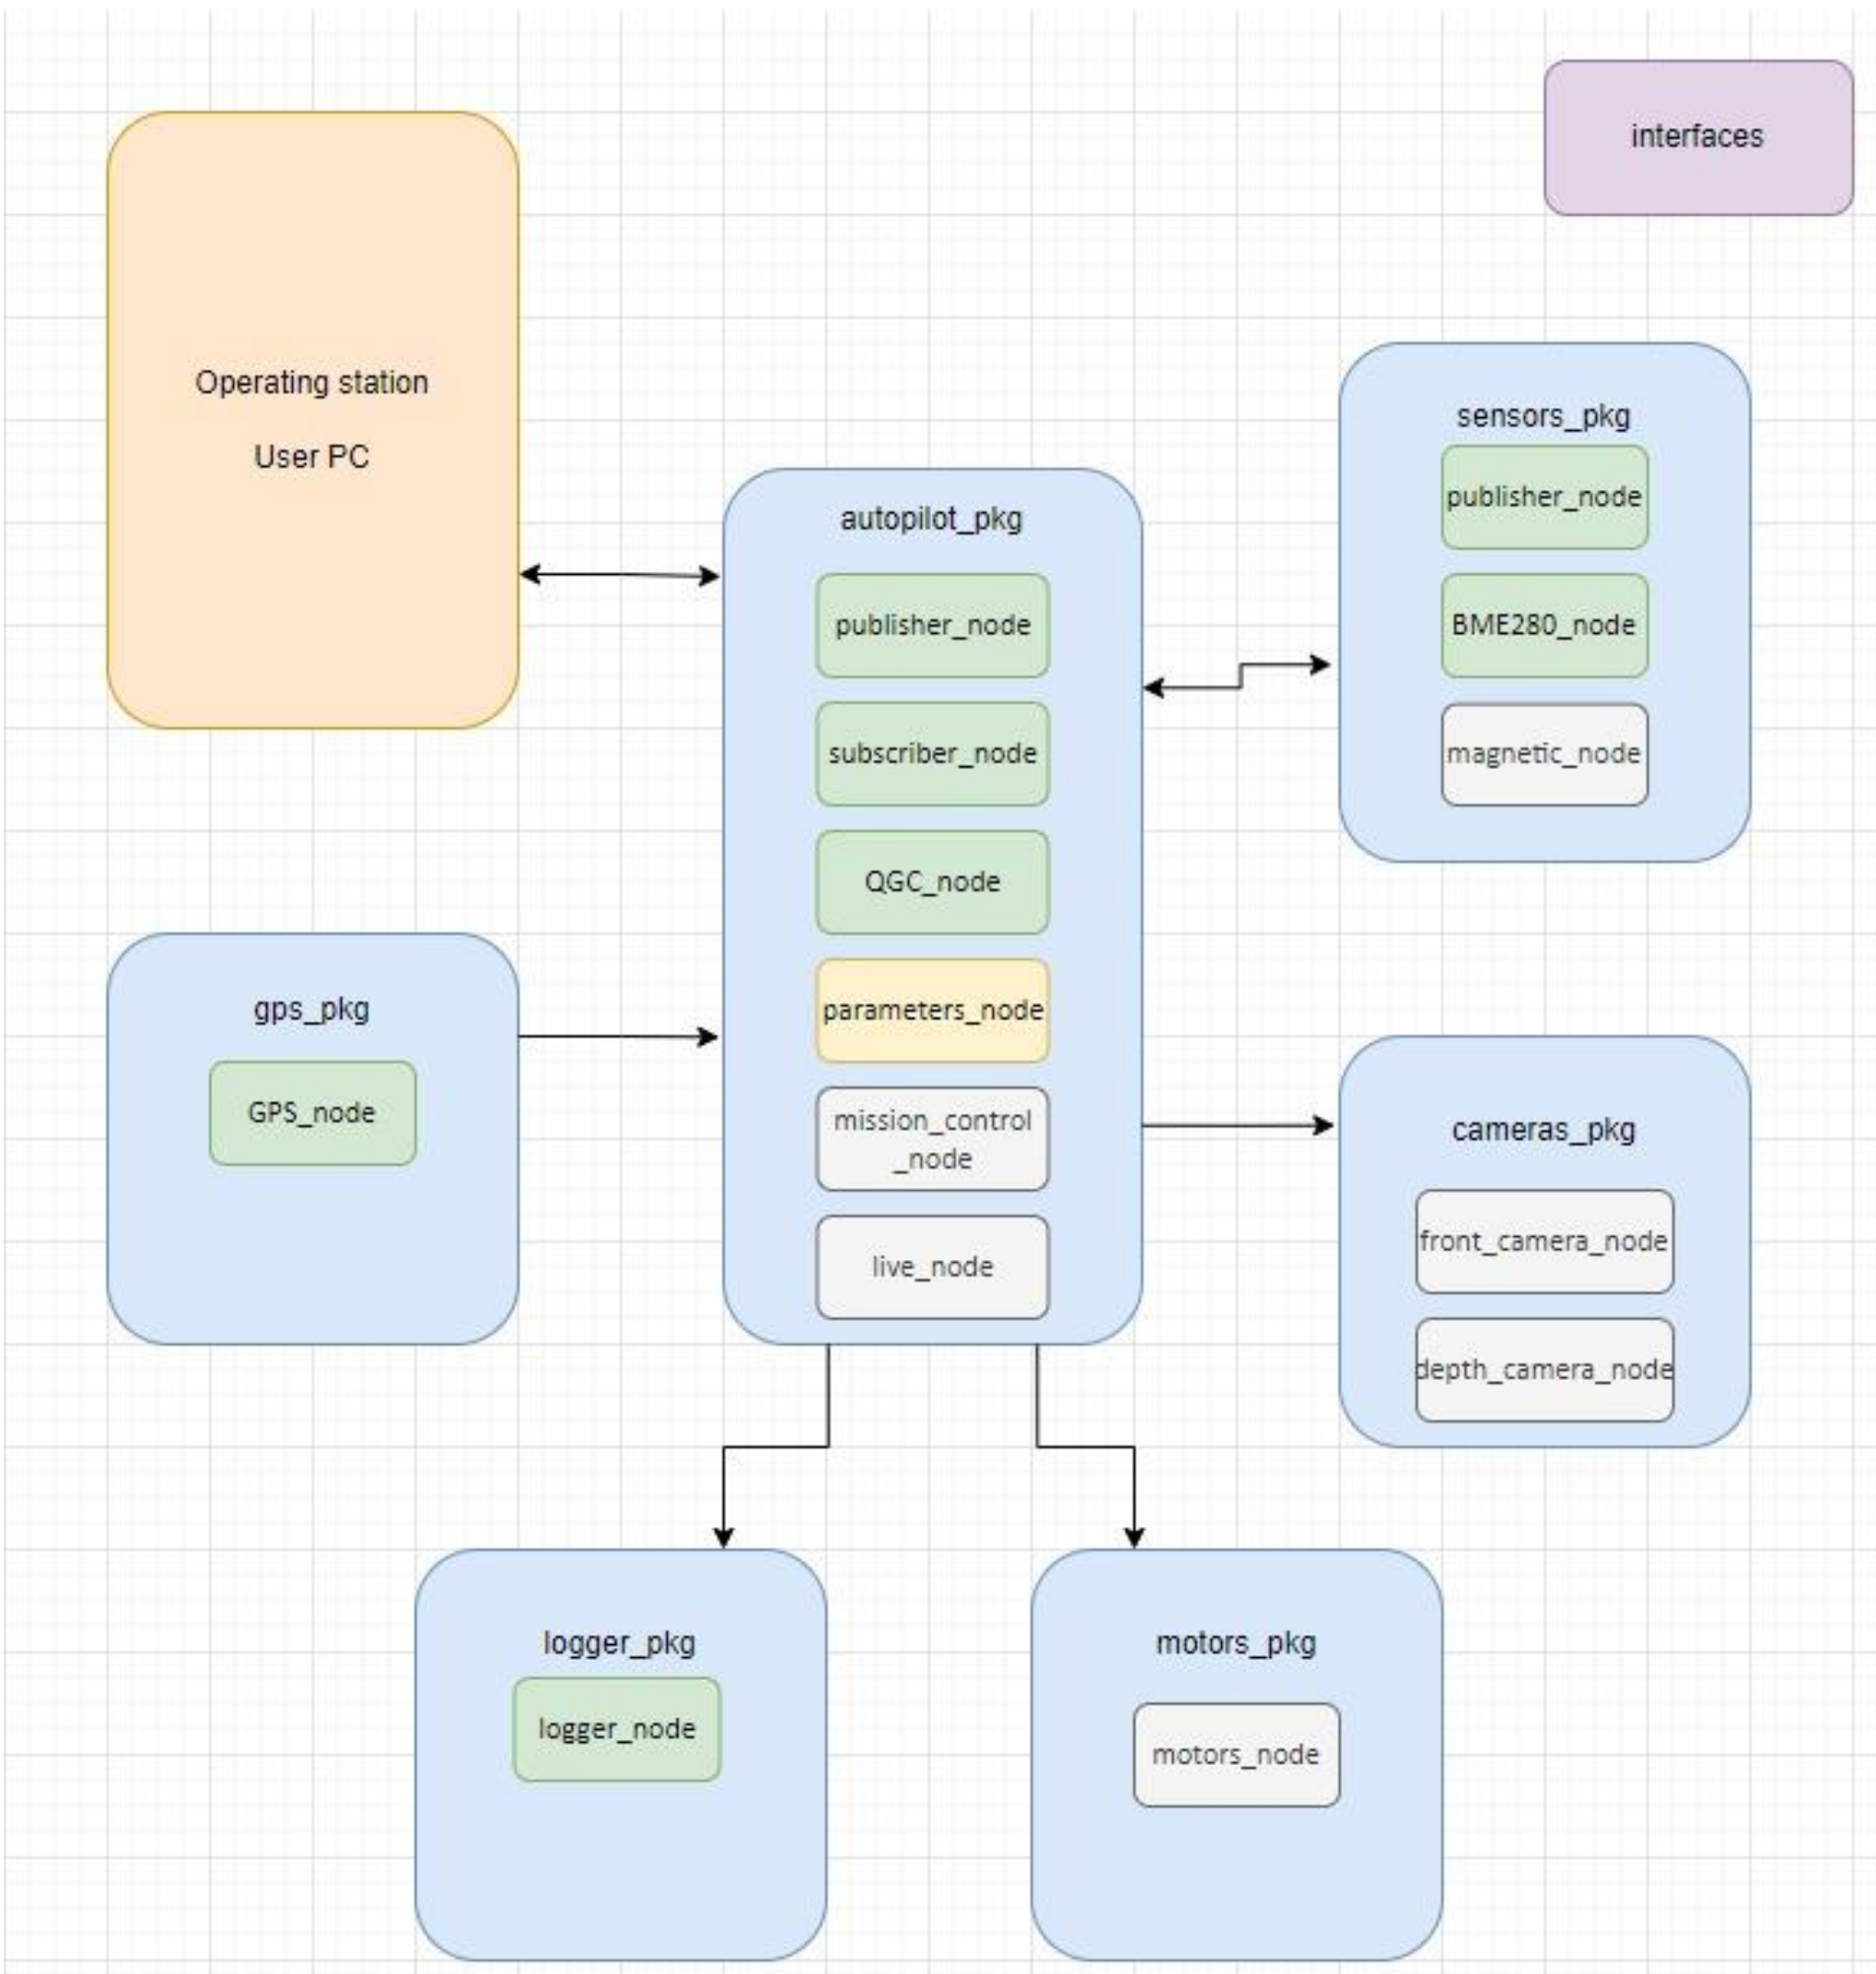 interfaces
Operating station
User PC
sensors_pkg
publisher_node
BME280_node
magnetic_node
autopilot_pkg
publisher_node
subscriber_node
QGC_node
parameters_node
mission_control
_node
live_node
gps_pkg
GPS_node
cameras_pkg
front_camera_node
depth_camera_node
logger_pkg
logger_node
motors_pkg
motors_node